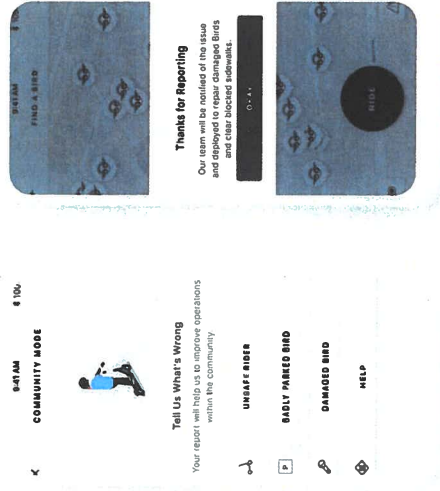 9:41 AM
$ 100
COMMUNITY MODE
Tell Us What's Wrong
Your report will help us to improve operations
within the community
UNSAFE RIDER
P
BADLY PARKED BIRD
DAMAGED BIRD
HELP
9:41 AM
$ 100
FIND A BIRD
Thanks for Reporting
Our team will be notified of the issue
and deployed to repair damaged Birds
and clear blocked sidewalks.
RIDE